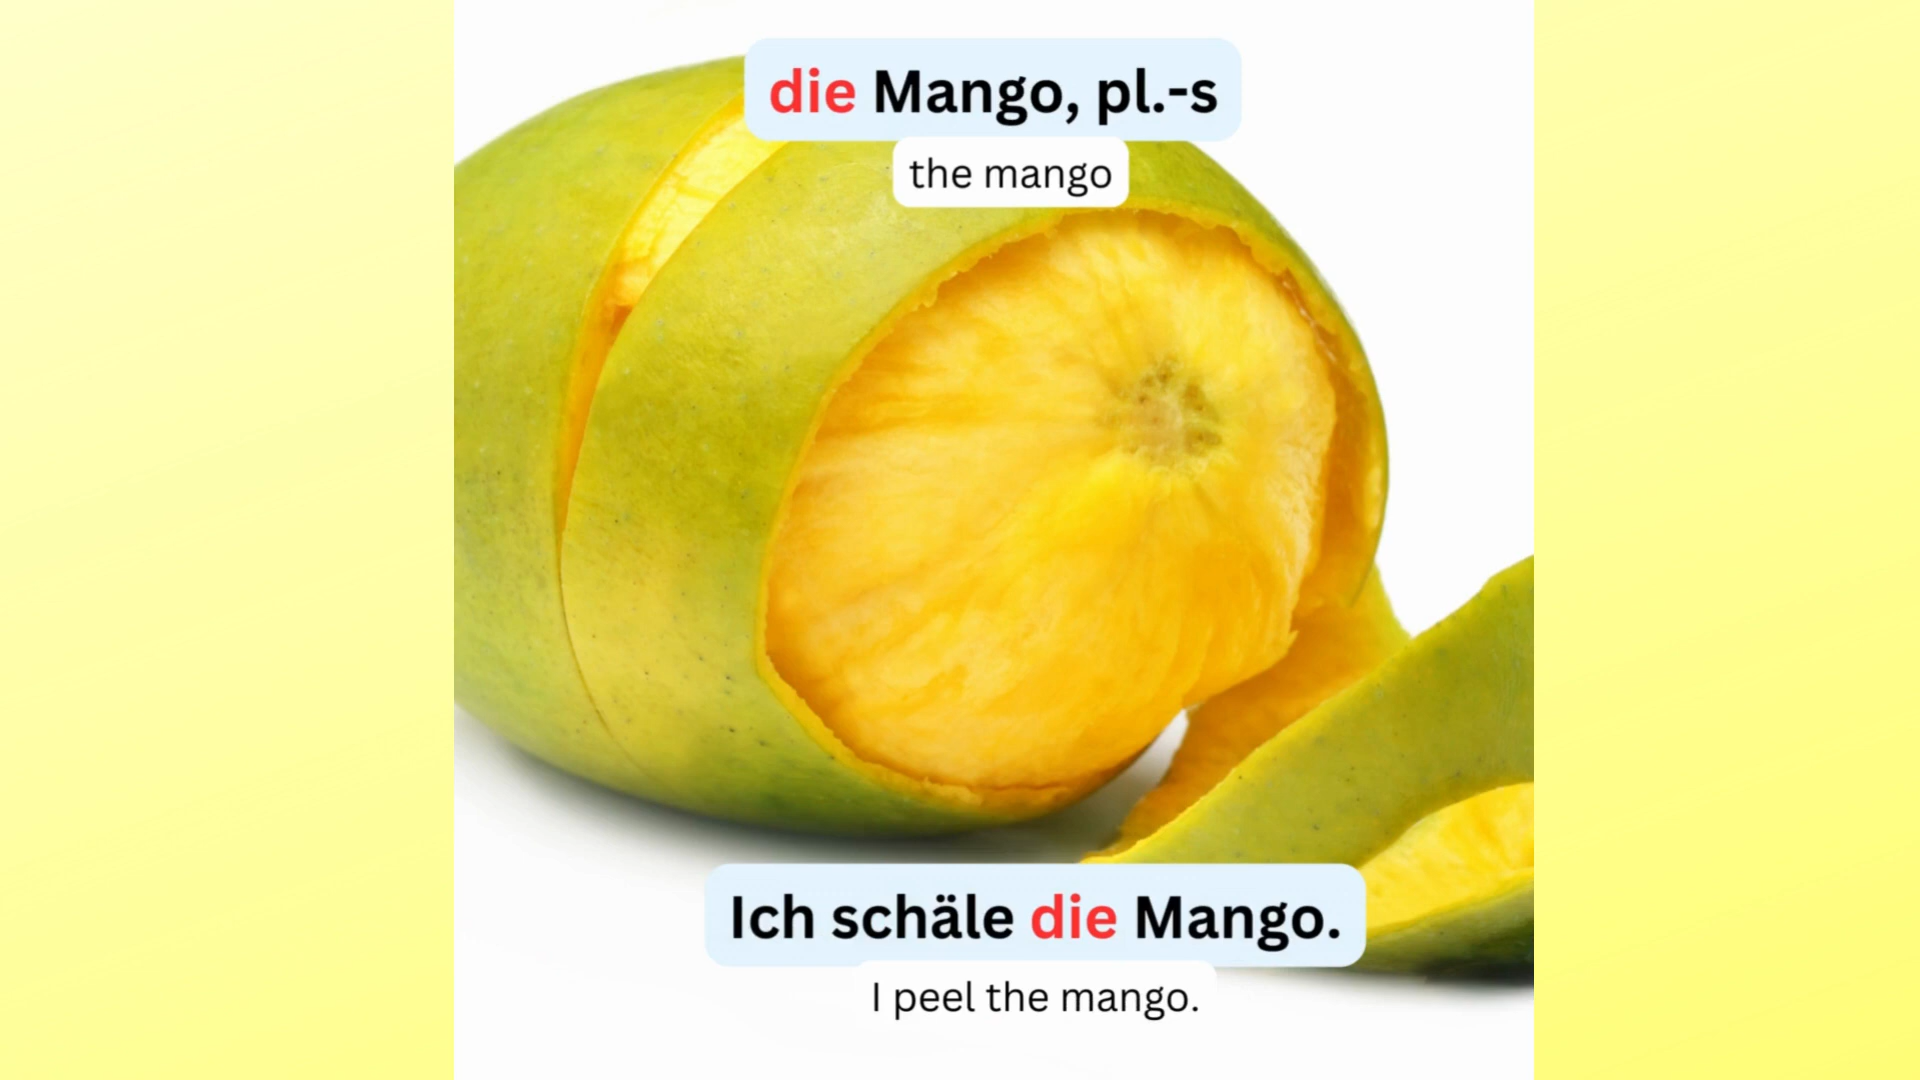 die Mango, pl.-s
the mango
Ich schäle die Mango.
I peel the mango.